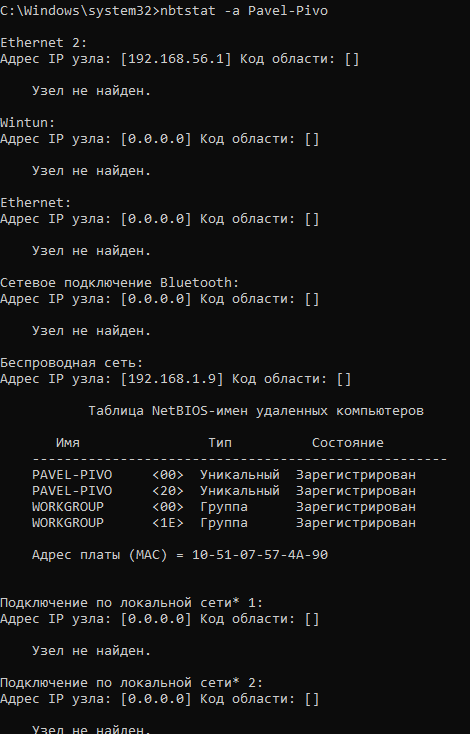 C:\Windows\system32>nbtstat -a Pavel-Pivo
Ethernet 2:
Адрес IP узла: [192.168.56.1] Код области: []
Узел не найден.
Wintun:
Адрес IP узла: [0.0.0.0] Код области: []
Узел не найден.
Ethernet:
Адрес IP узла: [0.0.0.0] Код области: []
Узел не найден.
Сетевое подключение Bluetooth:
Адрес IP узла: [0.0.0.0] Код области: []
Узел не найден.
Беспроводная сеть:
Адрес IP узла: [192.168.1.9] Код области: []
Таблица NetBIOS-имен удаленных компьютеров
Имя Тип Состояние
----------------------------------------------------
PAVEL-PIVO <00> Уникальный Зарегистрирован
PAVEL-PIVO <20> Уникальный Зарегистрирован
WORKGROUP <00> Группа Зарегистрирован
WORKGROUP <1E> Группа Зарегистрирован
Адрес платы (MAC) = 10-51-07-57-4A-90
Подключение по локальной сети* 1:
Адрес IP узла: [0.0.0.0] Код области: []
Узел не найден.
Подключение по локальной сети* 2:
Адрес IP узла: [0.0.0.0] Код области: []
Узел не найден.